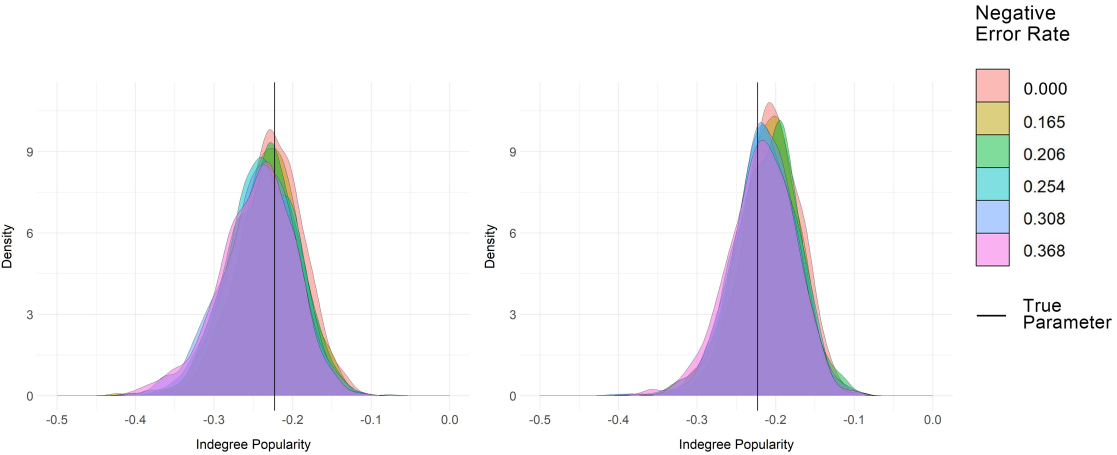 Negative
Error Rate
0.000
0.165
0.206
0.254
0.308
0.368
True
Parameter
Density
9
6
3
0
-0.5 -0.4 -0.3 -0.2 -0.1 0.0
Indegree Popularity
Density
9
6
3
0
-0.5 -0.4 -0.3 -0.2 -0.1 0.0
Indegree Popularity